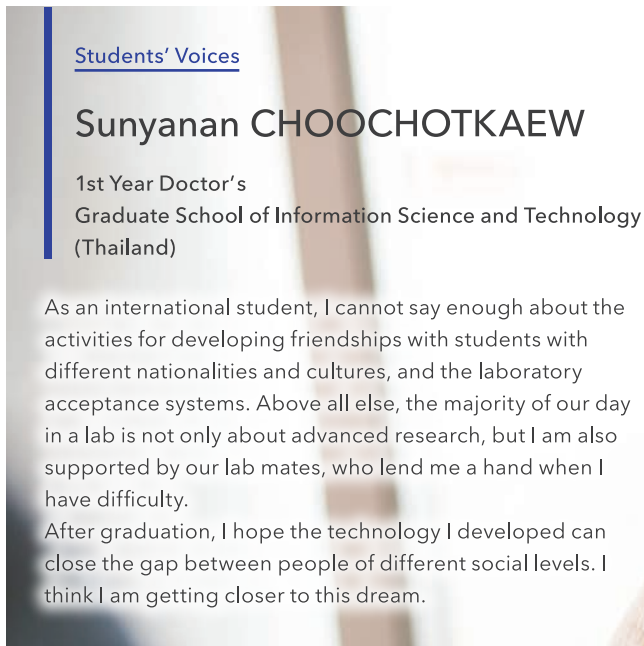 Students' Voices
Sunyanan CHOOCHOTKAEW
1st Year Doctor's
Graduate School of Information Science and Technology
(Thailand)
As an international student, I cannot say enough about the
activities for developing friendships with students with
different nationalities and cultures, and the laboratory
acceptance systems. Above all else, the majority of our day
in a lab is not only about advanced research, but I am also
supported by our lab mates, who lend me a hand when I
have difficulty.
After graduation, I hope the technology I developed can
close the gap between people of different social levels. I
think I am getting closer to this dream.